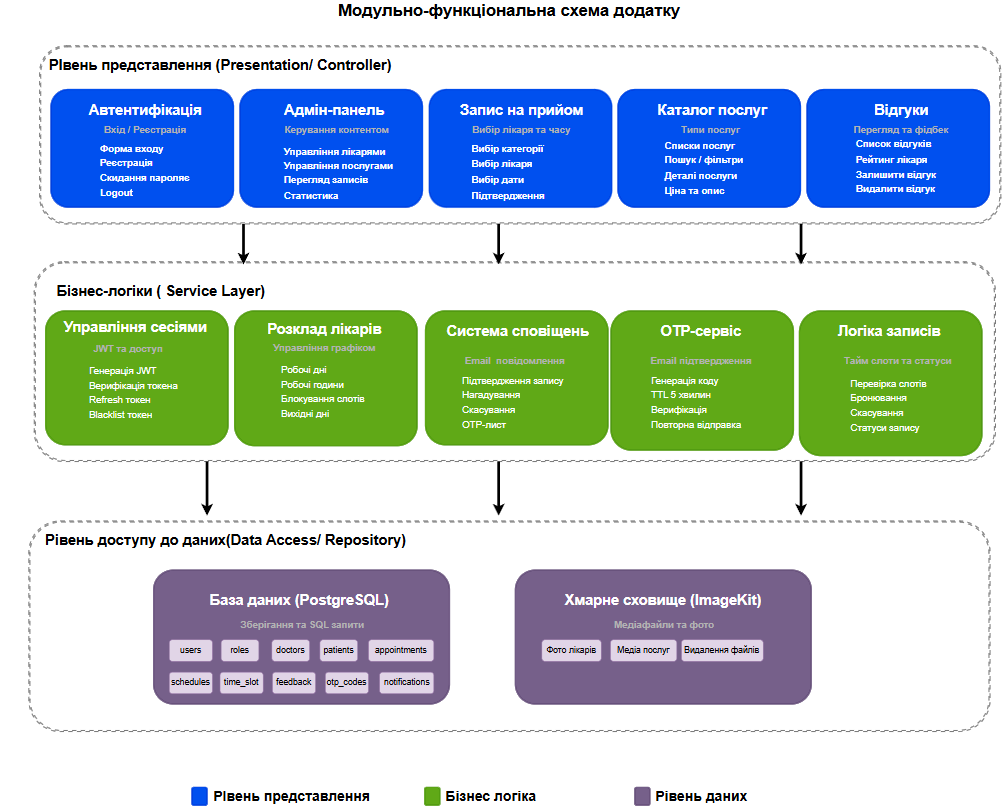 Модульно-функціональна схема додатку
Рівень представлення (Presentation/ Controller)
Автентифікація
Вхід / Реєстрація
Форма входу
Реєстрація
Скидання пароляє
Logout
Адмін-панель
Керування контентом
Управління лікарями
Управління послугами
Перегляд записів
Статистика
Запис на прийом
Вибір лікаря та часу
Вибір категорії
Вибір лікаря
Вибір дати
Підтвердження
Каталог послуг
Типи послуг
Списки послуг
Пошук / фільтри
Деталі послуги
Ціна та опис
Відгуки
Перегляд та фідбек
Список відгуків
Рейтинг лікаря
Залишити відгук
Видалити відгук
Бізнес-логіки ( Service Layer)
Управління сесіями
JWT та доступ
Генерація JWT
Верифікація токена
Refresh токен
Blacklist токен
Розклад лікарів
Управління графіком
Робочі дні
Робочі години
Блокування слотів
Вихідні дні
Система сповіщень
Email повідомлення
Підтвердження запису
Нагадування
Скасування
ОТР-лист
ОТР-сервіс
Email підтвердження
Генерація коду
TTL 5 хвилин
Верифікація
Повторна відправка
Логіка записів
Тайм слоти та статуси
Перевірка слотів
Бронювання
Скасування
Статуси запису
Рівень доступу до даних(Data Access/ Repository)
База даних (PostgreSQL)
Зберігання та SQL запити
users roles doctors patients appointments
schedules time_slot feedback otp_codes notifications
Хмарне сховище (ImageKit)
Медіафайли та фото
Фото лікарів Медіа послуг Видалення файлів
Рівень представлення Бізнес логіка Рівень даних